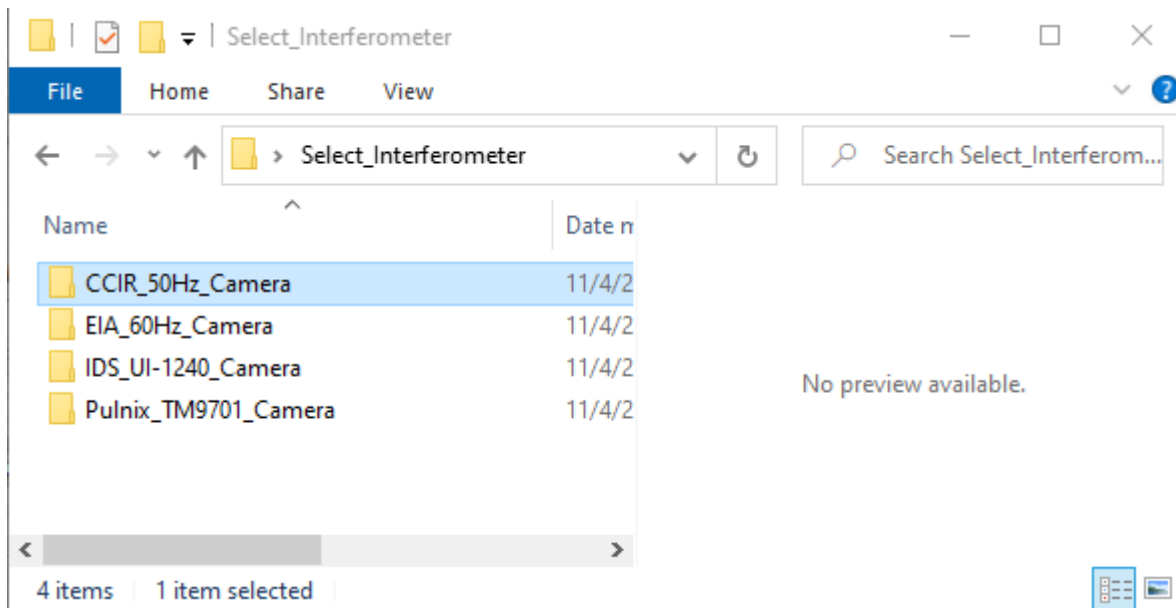 Select_Interferometer
File Home Share View ?
Select_Interferometer Search Select_Interferom...
Name Date m
CCIR_50Hz_Camera 11/4/2
EIA_60Hz_Camera 11/4/2
IDS_UI-1240_Camera 11/4/2
Pulnix_TM9701_Camera 11/4/2
No preview available.
4 items 1 item selected